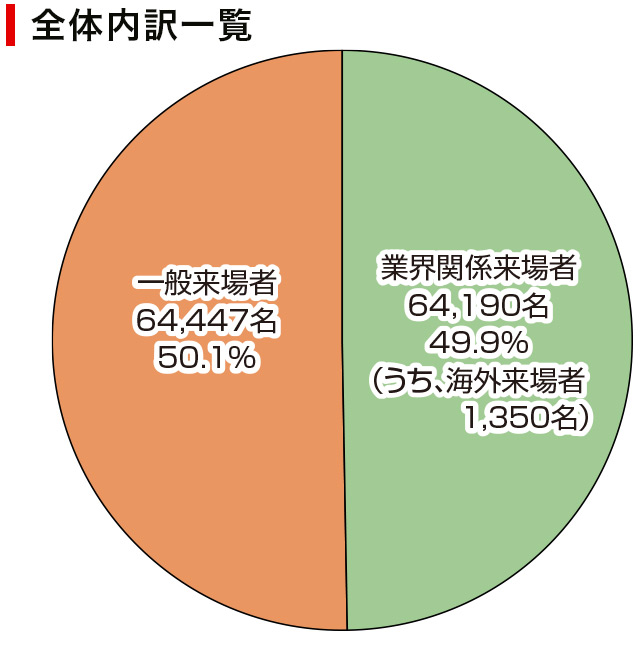 全体内訳一覧
一般来場者
64,447名
50.1%
業界関係来場者
64,190名
49.9%
（うち、海外来場者
1,350名）